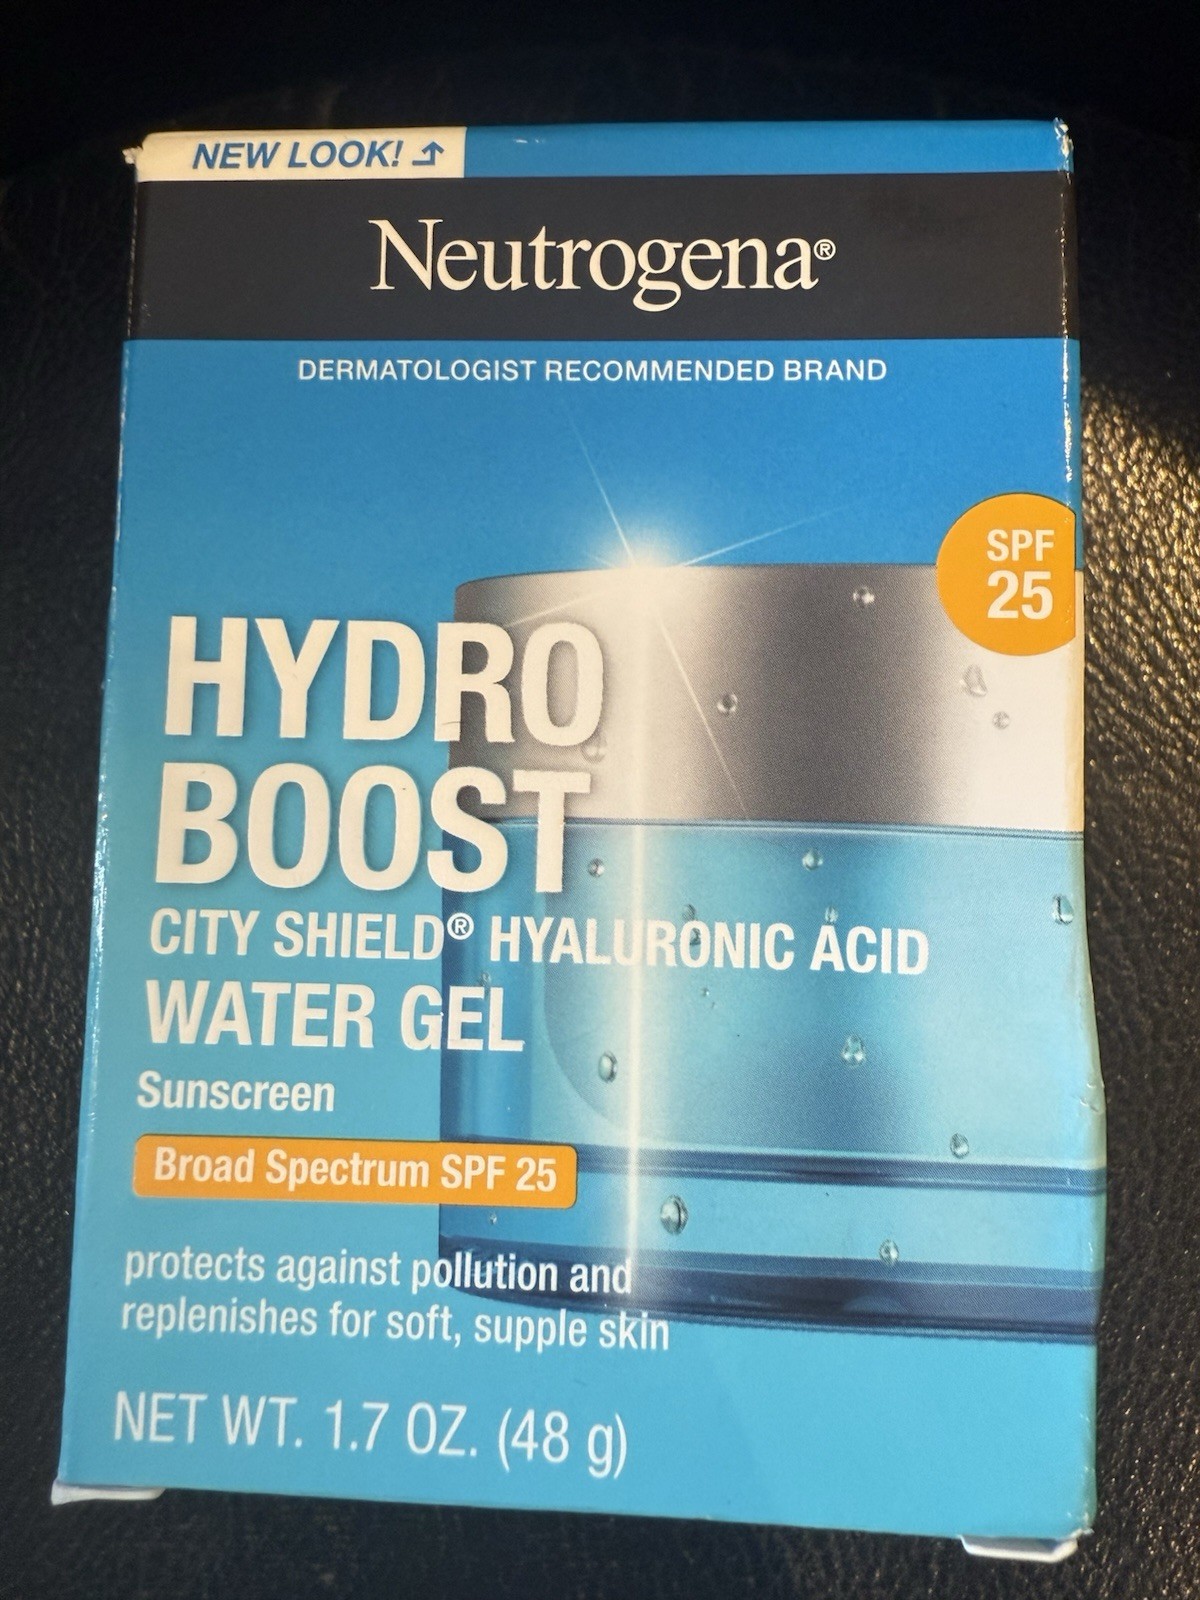 NEW LOOK!
Neutrogena®
DERMATOLOGIST RECOMMENDED BRAND
SPF
25
HYDRO
BOOST
CITY SHIELD® HYALURONIC ACID
WATER GEL
Sunscreen
Broad Spectrum SPF 25
protects against pollution and
replenishes for soft, supple skin
NET WT. 1.7 OZ. (48 g)